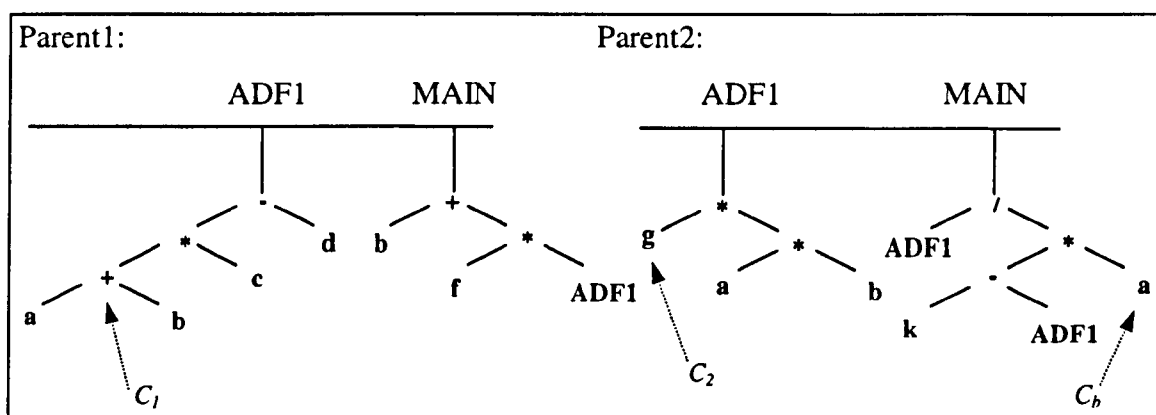 Parent1: Parent2:
ADF1 MAIN ADF1 MAIN
- + * /
* d b * g * ADF1 *
+ c f ADF1 a b - a
a b k ADF1
C1 C2 Cb